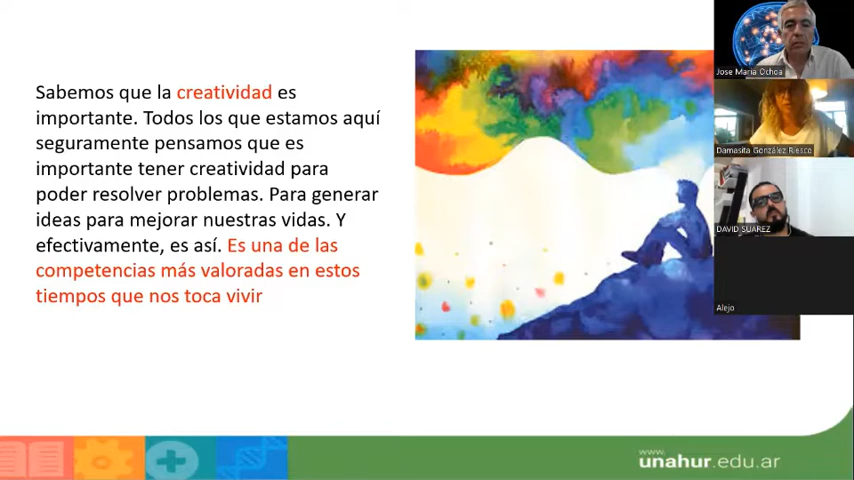 Sabemos que la creatividad es
importante. Todos los que estamos aquí
seguramente pensamos que es
importante tener creatividad para
poder resolver problemas. Para generar
ideas para mejorar nuestras vidas. Y
efectivamente, es así. Es una de las
competencias más valoradas en estos
tiempos que nos toca vivir
Jose Maria Ochoa
Damasita González Riesco
DAVID SUAREZ
Alejo
www.
unahur.edu.ar